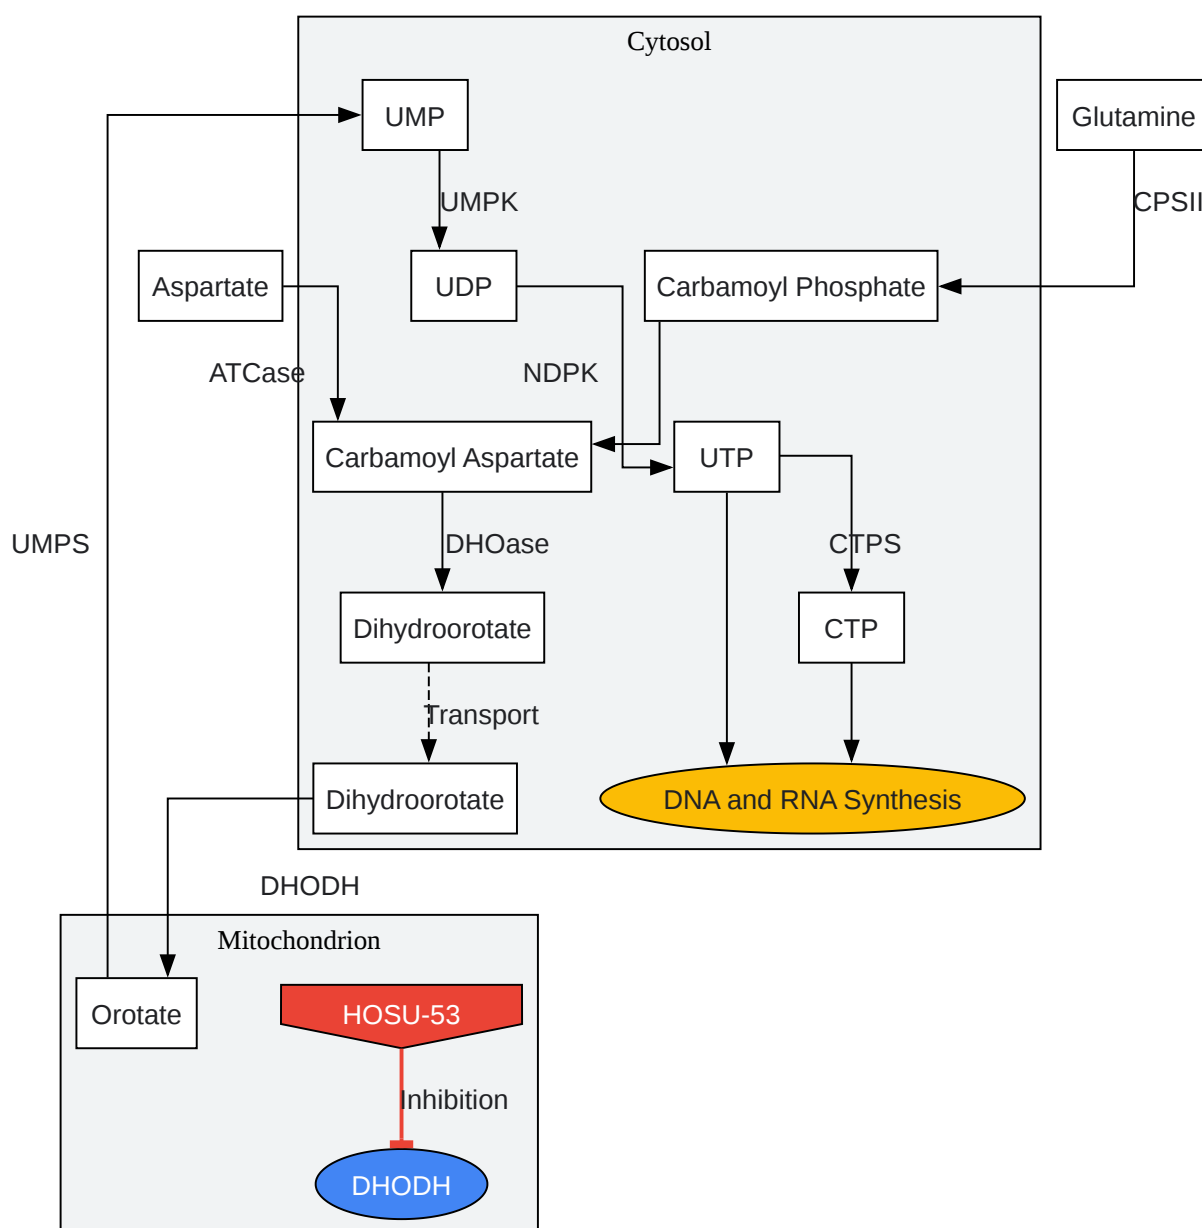 Cytosol
UMP
Glutamine
UMPK
CPSII
Aspartate
UDP
Carbamoyl Phosphate
ATCase
NDPK
Carbamoyl Aspartate
UTP
UMPS
DHOase
CTPS
Dihydroorotate
CTP
Transport
Dihydroorotate
DNA and RNA Synthesis
DHODH
Mitochondrion
Orotate
HOSU-53
Inhibition
DHODH